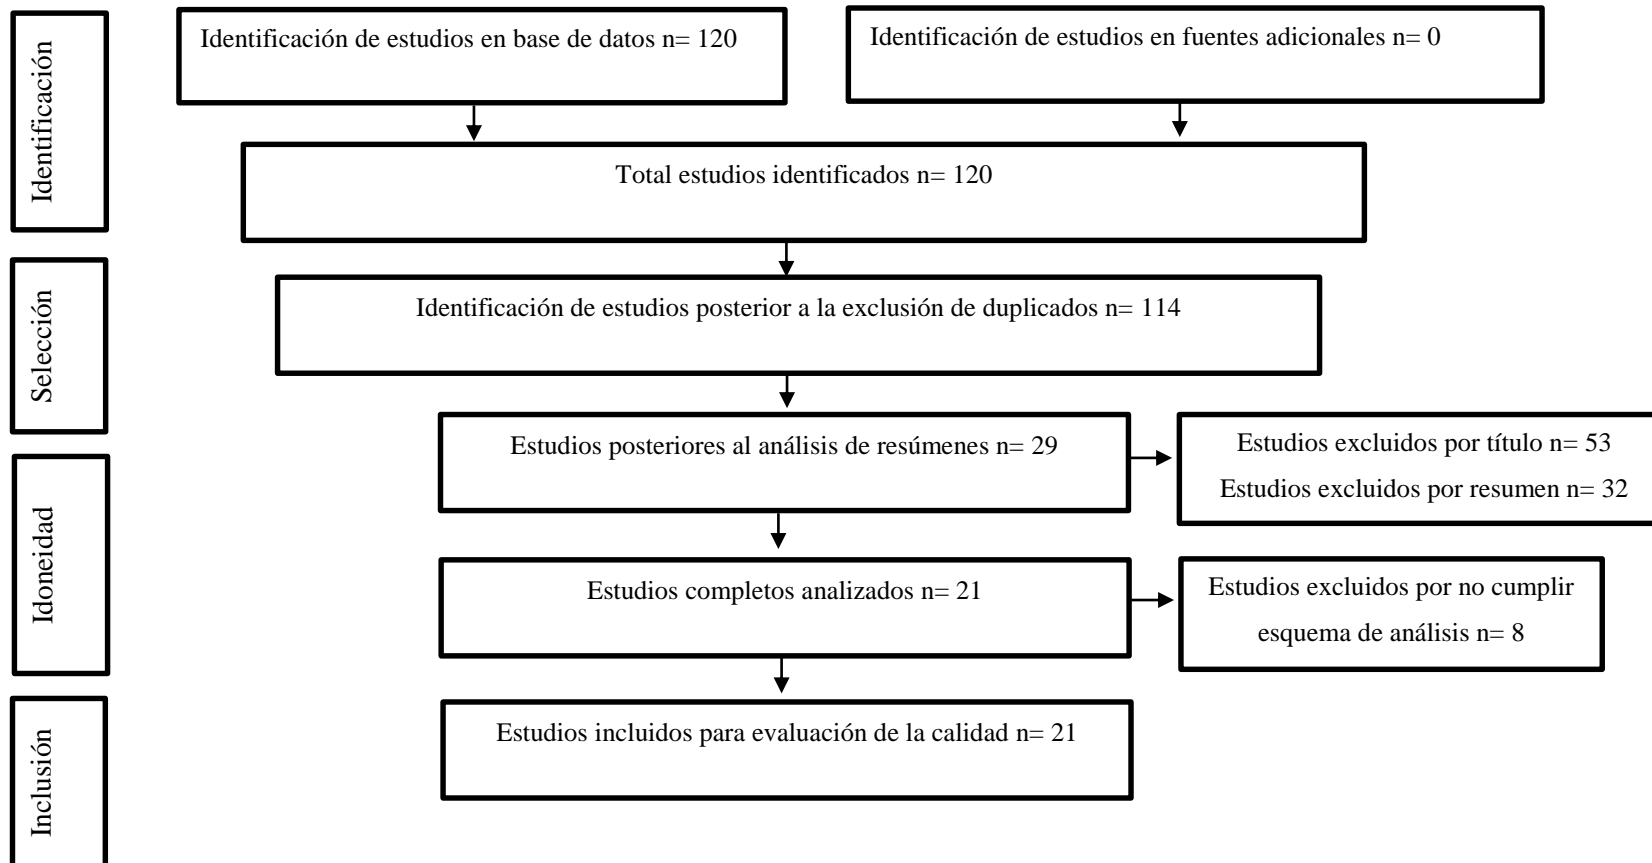 Identificación
Identificación de estudios en base de datos n= 120
Identificación de estudios en fuentes adicionales n= 0
Total estudios identificados n= 120
Selección
Identificación de estudios posterior a la exclusión de duplicados n= 114
Estudios posteriores al análisis de resúmenes n= 29
Estudios excluidos por título n= 53
Estudios excluidos por resumen n= 32
Idoneidad
Estudios completos analizados n= 21
Estudios excluidos por no cumplir
esquema de análisis n= 8
Inclusión
Estudios incluidos para evaluación de la calidad n= 21